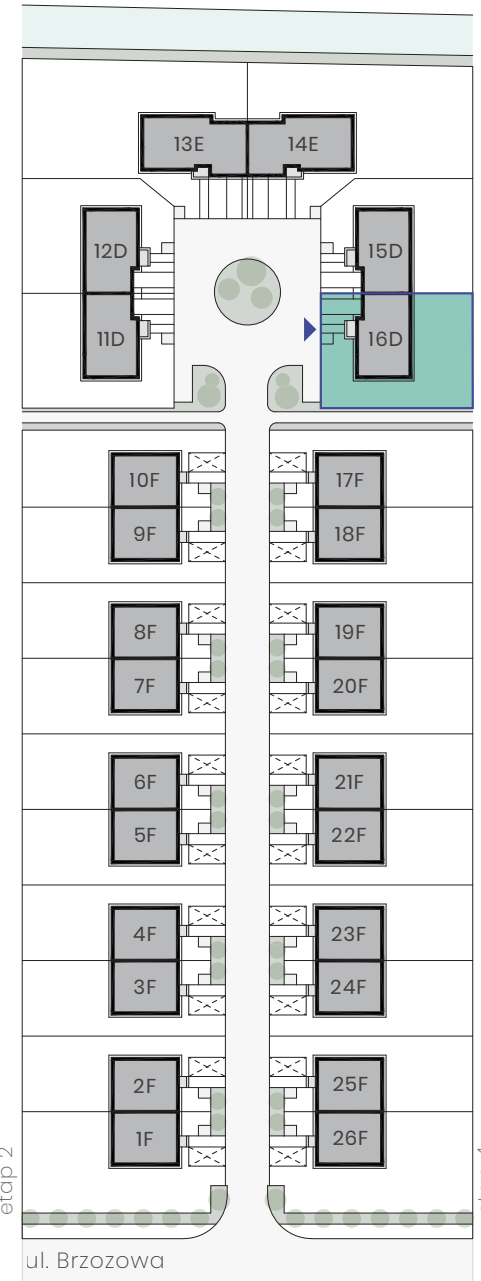 13E 14E
12D 15D
11D 16D
10F 17F
9F 18F
8F 19F
7F 20F
6F 21F
5F 22F
4F 23F
3F 24F
2F 25F
1F 26F
etap 2
ul. Brzozowa